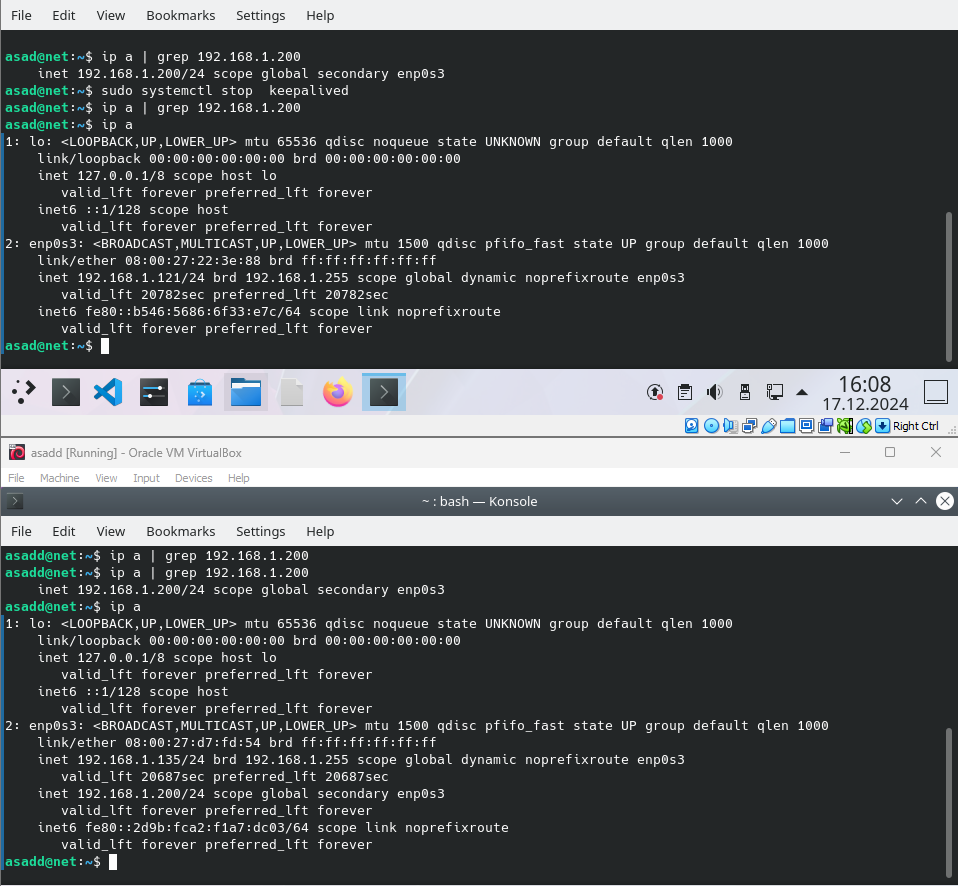 File Edit View Bookmarks Settings Help
asad@net:~$ ip a | grep 192.168.1.200
    inet 192.168.1.200/24 scope global secondary enp0s3
asad@net:~$ sudo systemctl stop  keepalived
asad@net:~$ ip a | grep 192.168.1.200
asad@net:~$ ip a
1: lo: <LOOPBACK,UP,LOWER_UP> mtu 65536 qdisc noqueue state UNKNOWN group default qlen 1000
    link/loopback 00:00:00:00:00:00 brd 00:00:00:00:00:00
    inet 127.0.0.1/8 scope host lo
       valid_lft forever preferred_lft forever
    inet6 ::1/128 scope host
       valid_lft forever preferred_lft forever
2: enp0s3: <BROADCAST,MULTICAST,UP,LOWER_UP> mtu 1500 qdisc pfifo_fast state UP group default qlen 1000
    link/ether 08:00:27:22:3e:88 brd ff:ff:ff:ff:ff:ff
    inet 192.168.1.121/24 brd 192.168.1.255 scope global dynamic noprefixroute enp0s3
       valid_lft 20782sec preferred_lft 20782sec
    inet6 fe80::b546:5686:6f33:e7c/64 scope link noprefixroute
       valid_lft forever preferred_lft forever
asad@net:~$
16:08
17.12.2024
Right Ctrl
asadd [Running] - Oracle VM VirtualBox
File Machine View Input Devices Help
~ : bash — Konsole
File Edit View Bookmarks Settings Help
asadd@net:~$ ip a | grep 192.168.1.200
asadd@net:~$ ip a | grep 192.168.1.200
    inet 192.168.1.200/24 scope global secondary enp0s3
asadd@net:~$ ip a
1: lo: <LOOPBACK,UP,LOWER_UP> mtu 65536 qdisc noqueue state UNKNOWN group default qlen 1000
    link/loopback 00:00:00:00:00:00 brd 00:00:00:00:00:00
    inet 127.0.0.1/8 scope host lo
       valid_lft forever preferred_lft forever
    inet6 ::1/128 scope host
       valid_lft forever preferred_lft forever
2: enp0s3: <BROADCAST,MULTICAST,UP,LOWER_UP> mtu 1500 qdisc pfifo_fast state UP group default qlen 1000
    link/ether 08:00:27:d7:fd:54 brd ff:ff:ff:ff:ff:ff
    inet 192.168.1.135/24 brd 192.168.1.255 scope global dynamic noprefixroute enp0s3
       valid_lft 20687sec preferred_lft 20687sec
    inet 192.168.1.200/24 scope global secondary enp0s3
       valid_lft forever preferred_lft forever
    inet6 fe80::2d9b:fca2:f1a7:dc03/64 scope link noprefixroute
       valid_lft forever preferred_lft forever
asadd@net:~$